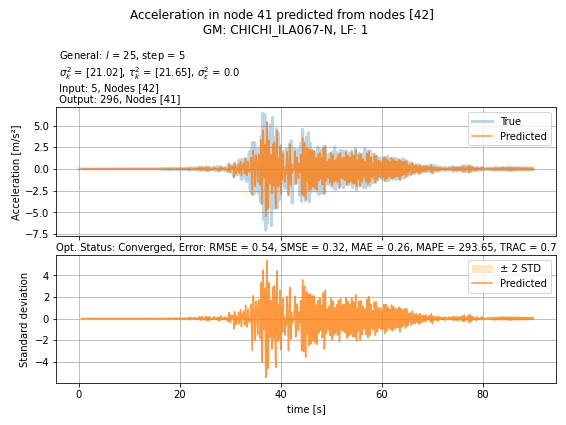 Acceleration in node 41 predicted from nodes [42]
GM: CHICHI_ILA067-N, LF: 1
General: l = 25, step = 5
σ²ₖ = [21.02], τ²ₖ = [21.65], σ²ε = 0.0
Input: 5, Nodes [42]
Output: 296, Nodes [41]
True
Predicted
Acceleration [m/s²]
5.0
2.5
0.0
−2.5
−5.0
−7.5
Opt. Status: Converged, Error: RMSE = 0.54, SMSE = 0.32, MAE = 0.26, MAPE = 293.65, TRAC = 0.7
± 2 STD
Predicted
Standard deviation
4
2
0
−2
−4
0 20 40 60 80
time [s]